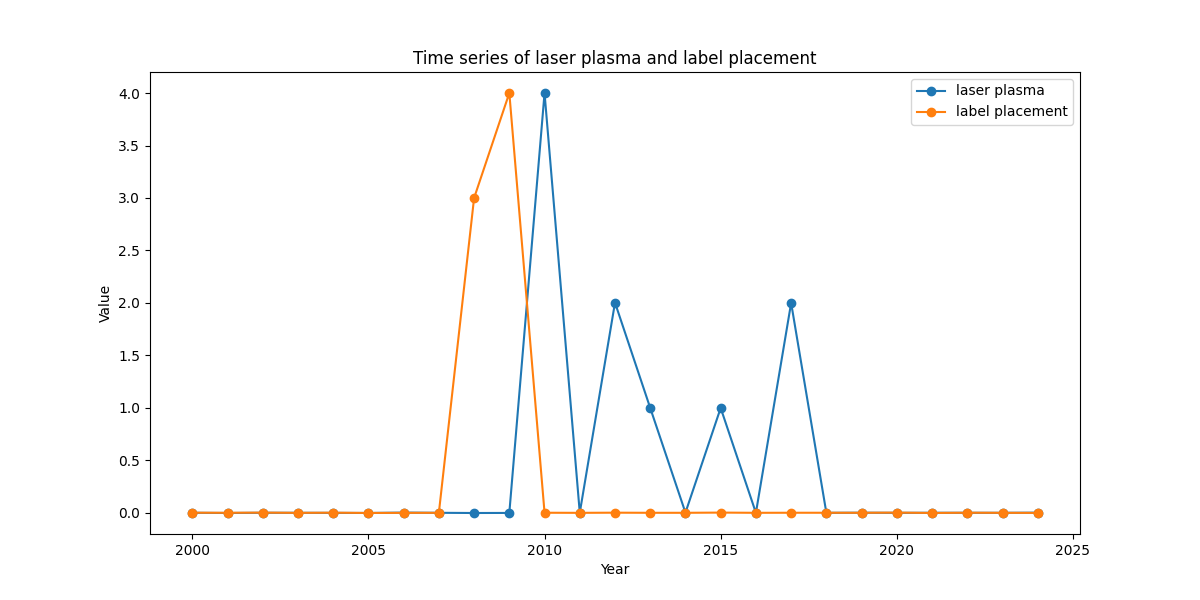 Time series of laser plasma and label placement
laser plasma
label placement
4.0
3.5
3.0
2.5
2.0
1.5
1.0
0.5
0.0
Value
2000 2005 2010 2015 2020 2025
Year